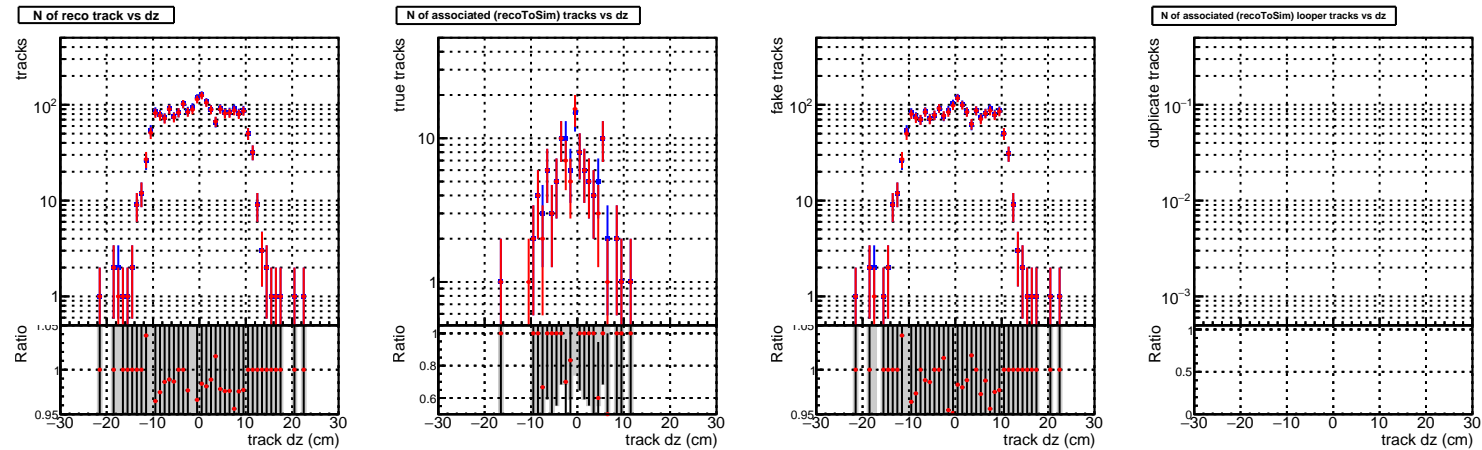 N of reco track vs dz
tracks
10²
10
1
Ratio
1.05
1
0.95
−30 −20 −10 0 10 20 30
track dz (cm)
N of associated (recoToSim) tracks vs dz
true tracks
10
1
Ratio
1
0.8
0.6
−30 −20 −10 0 10 20 30
track dz (cm)
fake tracks
10²
10
1
Ratio
1.05
1
0.95
−30 −20 −10 0 10 20 30
track dz (cm)
N of associated (recoToSim) looper tracks vs dz
duplicate tracks
10⁻¹
10⁻²
10⁻³
Ratio
1
0.5
0
−30 −20 −10 0 10 20 30
track dz (cm)